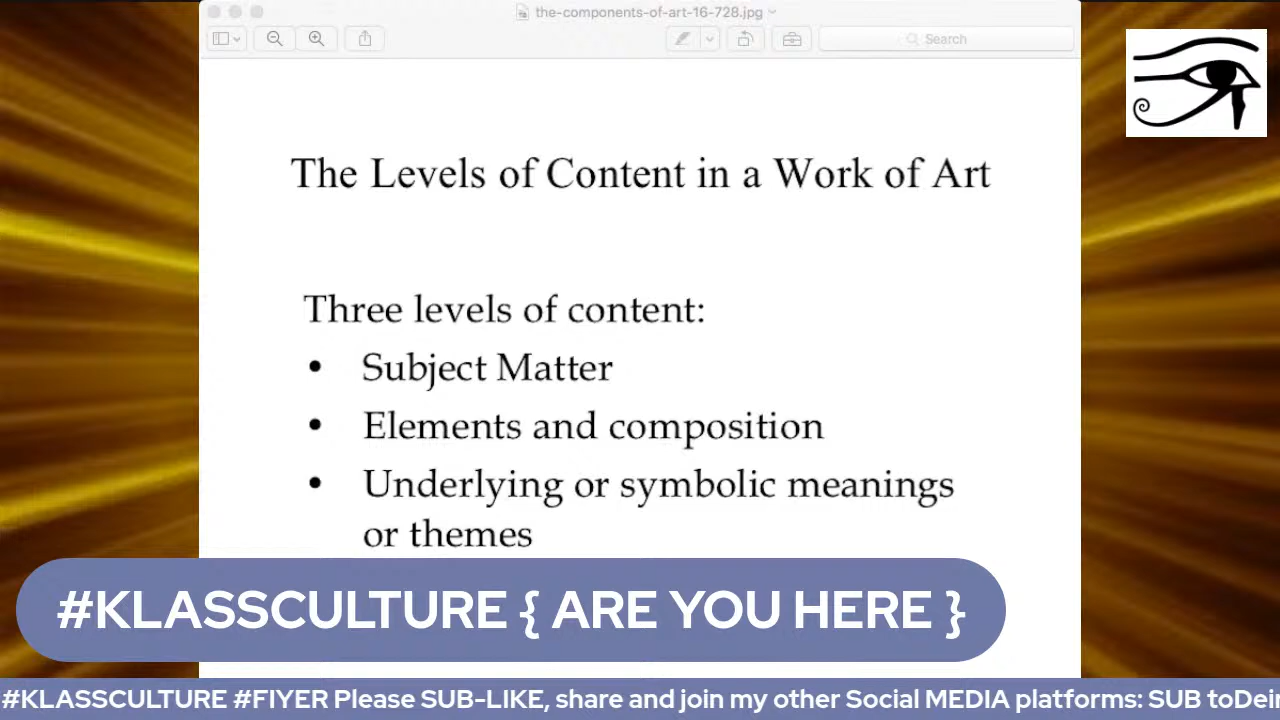 the-components-of-art-16-728.jpg
Search
The Levels of Content in a Work of Art
Three levels of content:
• Subject Matter
• Elements and composition
• Underlying or symbolic meanings
or themes
#KLASSCULTURE { ARE YOU HERE }
#KLASSCULTURE #FIYER Please SUB-LIKE, share and join my other Social MEDIA platforms: SUB toDei